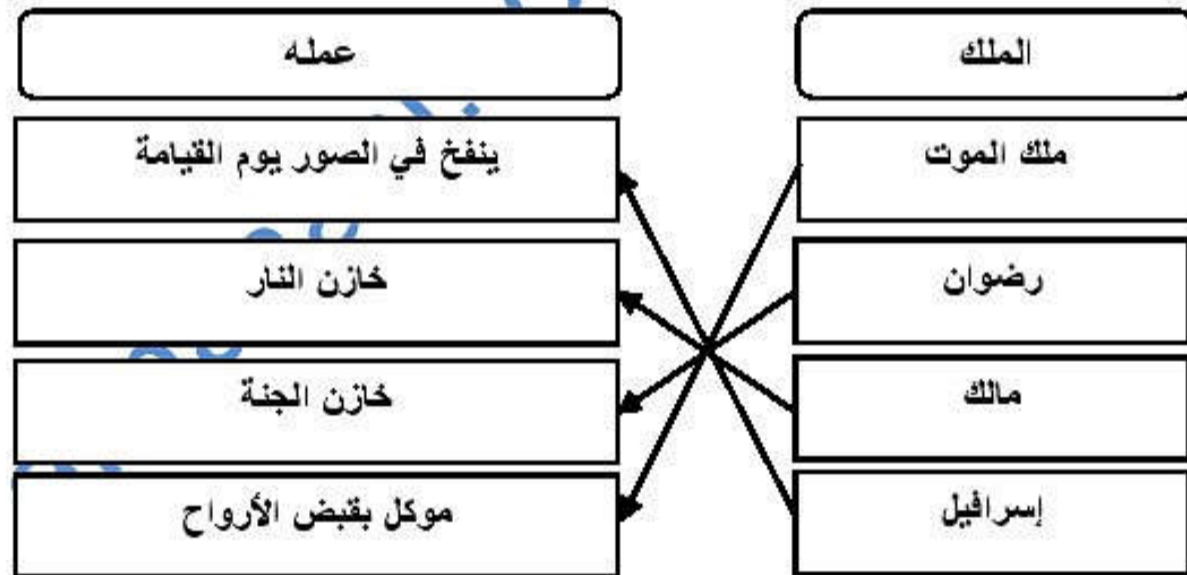 الملك
عمله
ملك الموت
ينفخ في الصور يوم القيامة
رضوان
خازن النار
مالك
خازن الجنة
إسرافيل
موكل بقبض الأرواح